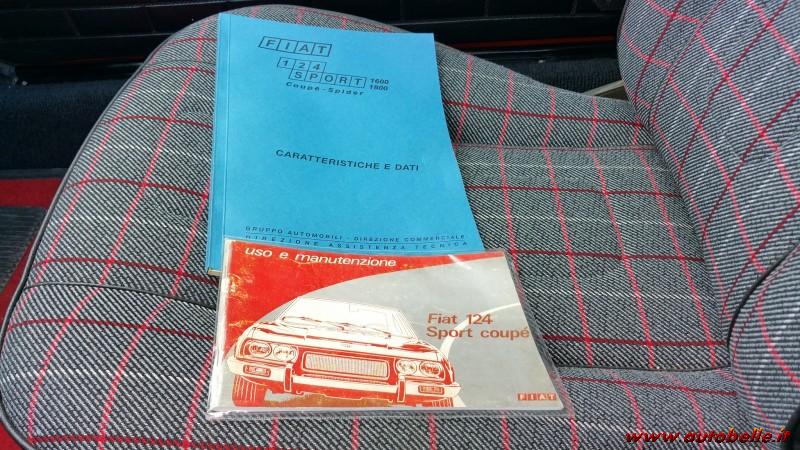 FIAT
124
SPORT 1600
1800
Coupé-Spider
CARATTERISTICHE E DATI
GRUPPO AUTOMOBILI - DIREZIONE COMMERCIALE
DIREZIONE ASSISTENZA TECNICA
uso e manutenzione
Fiat 124
Sport coupé
FIAT
www.autobelle.it